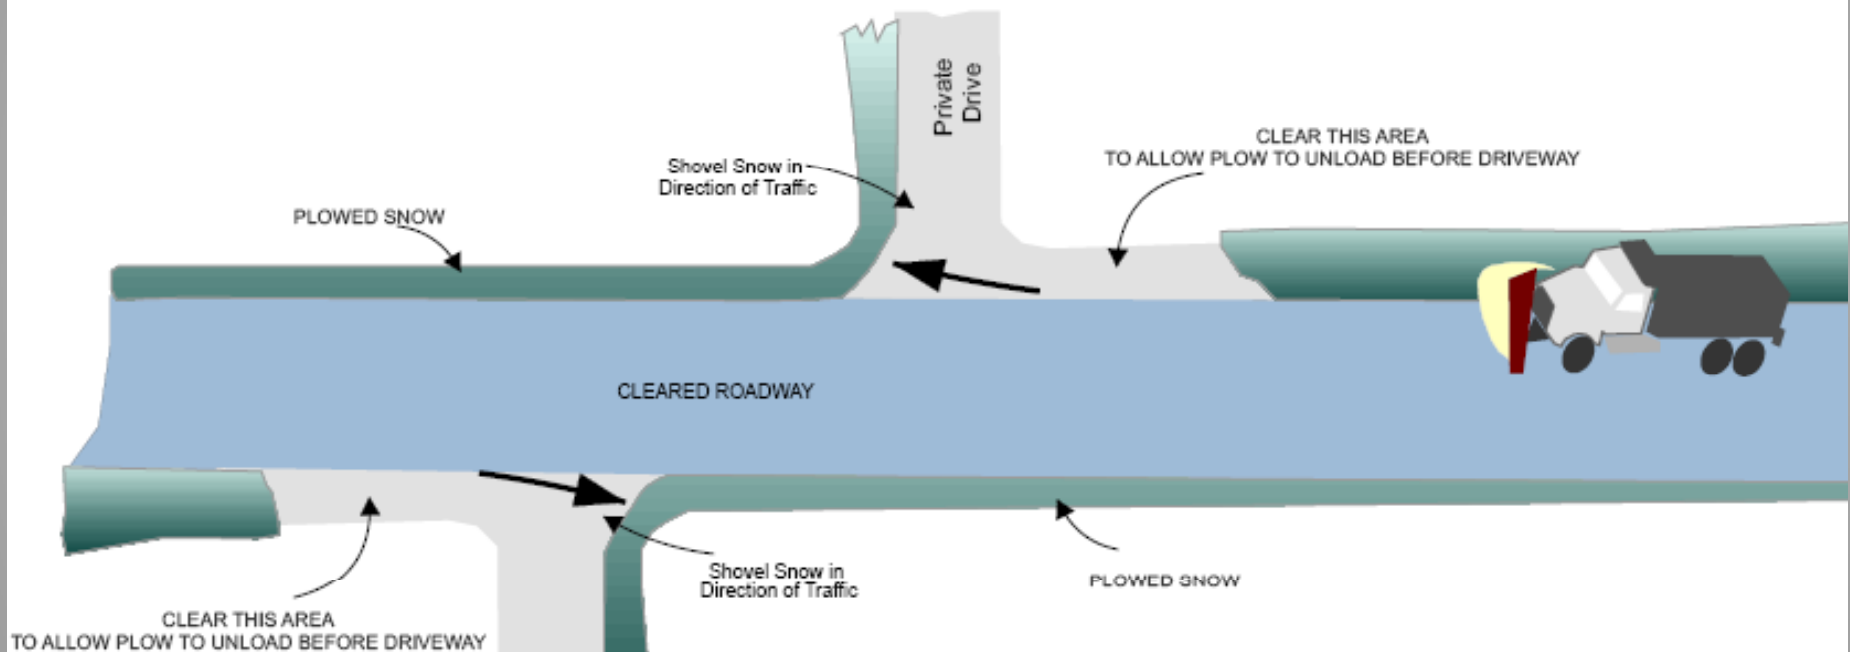 Private
Drive
CLEAR THIS AREA
TO ALLOW PLOW TO UNLOAD BEFORE DRIVEWAY
Shovel Snow in
Direction of Traffic
PLOWED SNOW
CLEARED ROADWAY
Shovel Snow in
Direction of Traffic
PLOWED SNOW
CLEAR THIS AREA
TO ALLOW PLOW TO UNLOAD BEFORE DRIVEWAY